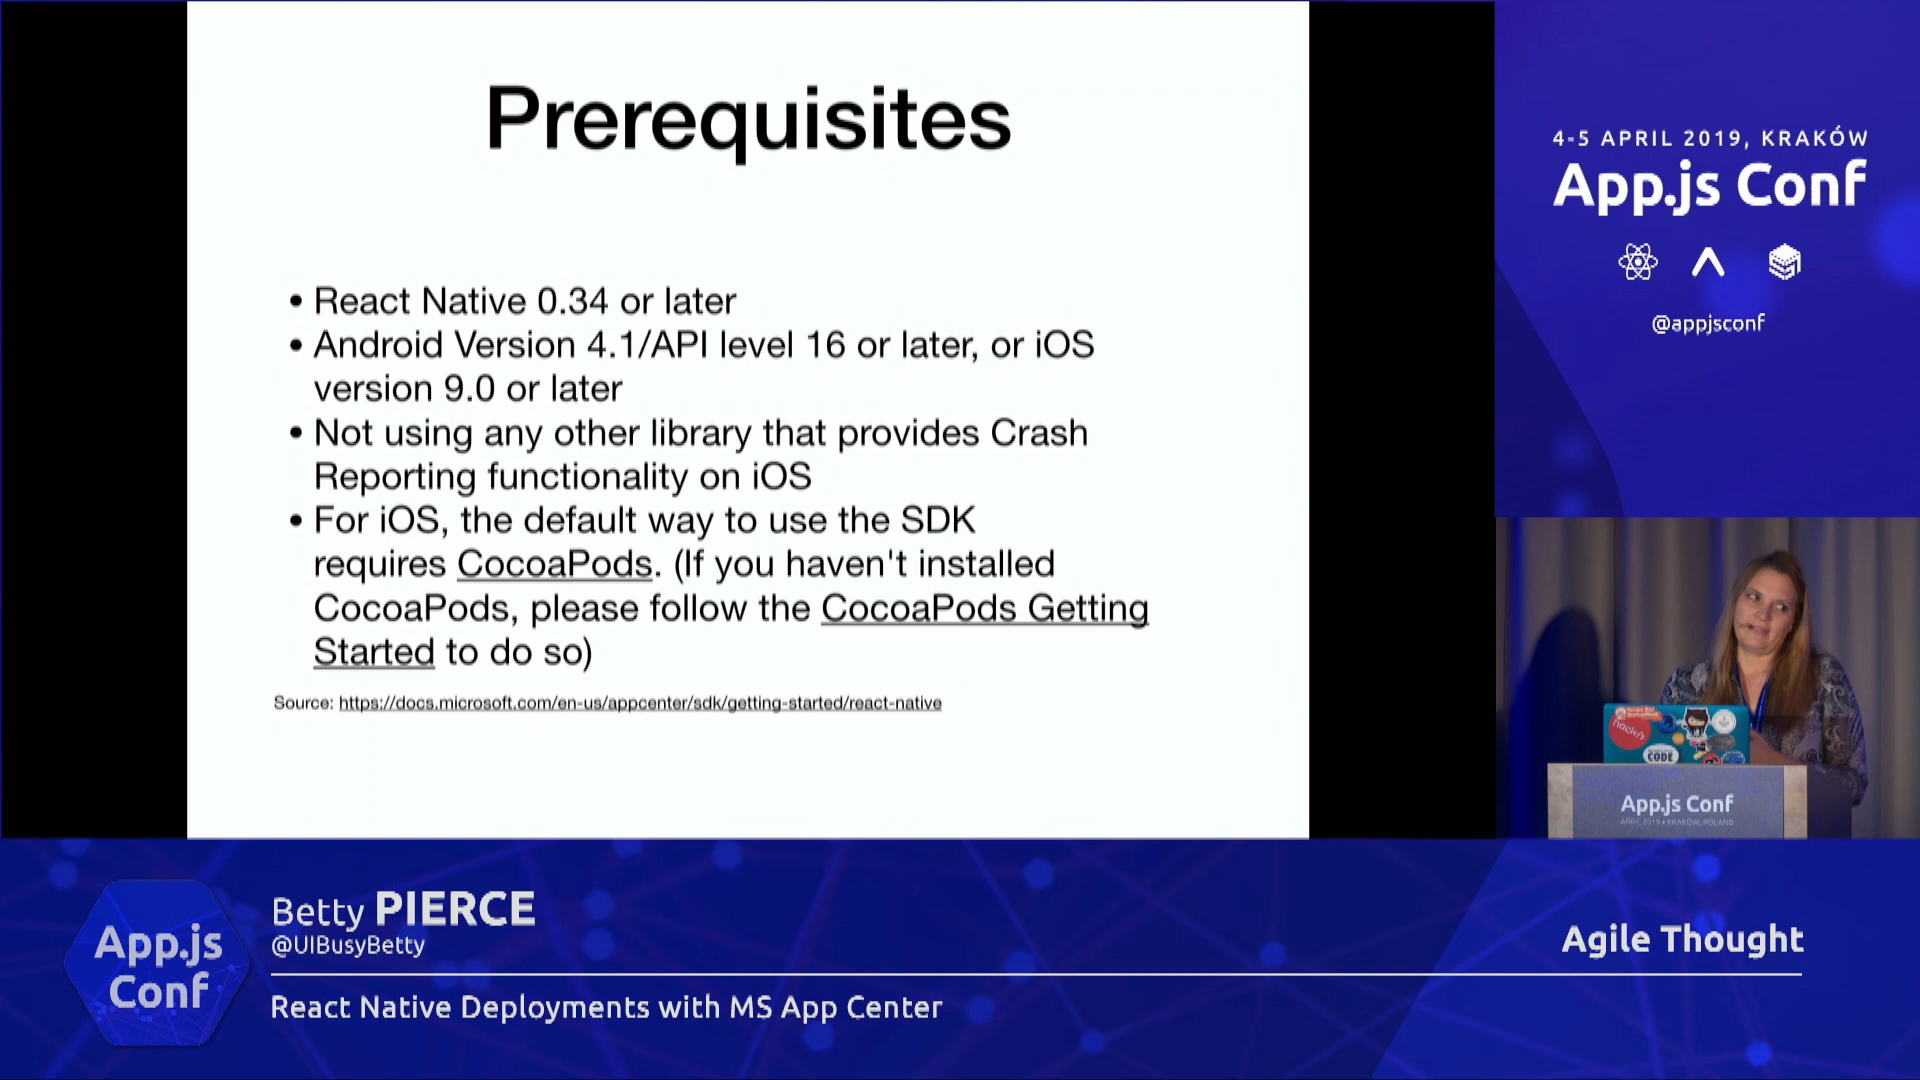 Prerequisites
• React Native 0.34 or later
• Android Version 4.1/API level 16 or later, or iOS
version 9.0 or later
• Not using any other library that provides Crash
Reporting functionality on iOS
• For iOS, the default way to use the SDK
requires CocoaPods. (If you haven't installed
CocoaPods, please follow the CocoaPods Getting
Started to do so)
Source: https://docs.microsoft.com/en-us/appcenter/sdk/getting-started/react-native
4-5 APRIL 2019, KRAKÓW
App.js Conf
@appjsconf
CODE
App.js Conf
APRIL 2019 • KRAKÓW, POLAND
App.js
Conf
Betty PIERCE
@UIBusyBetty
Agile Thought
React Native Deployments with MS App Center